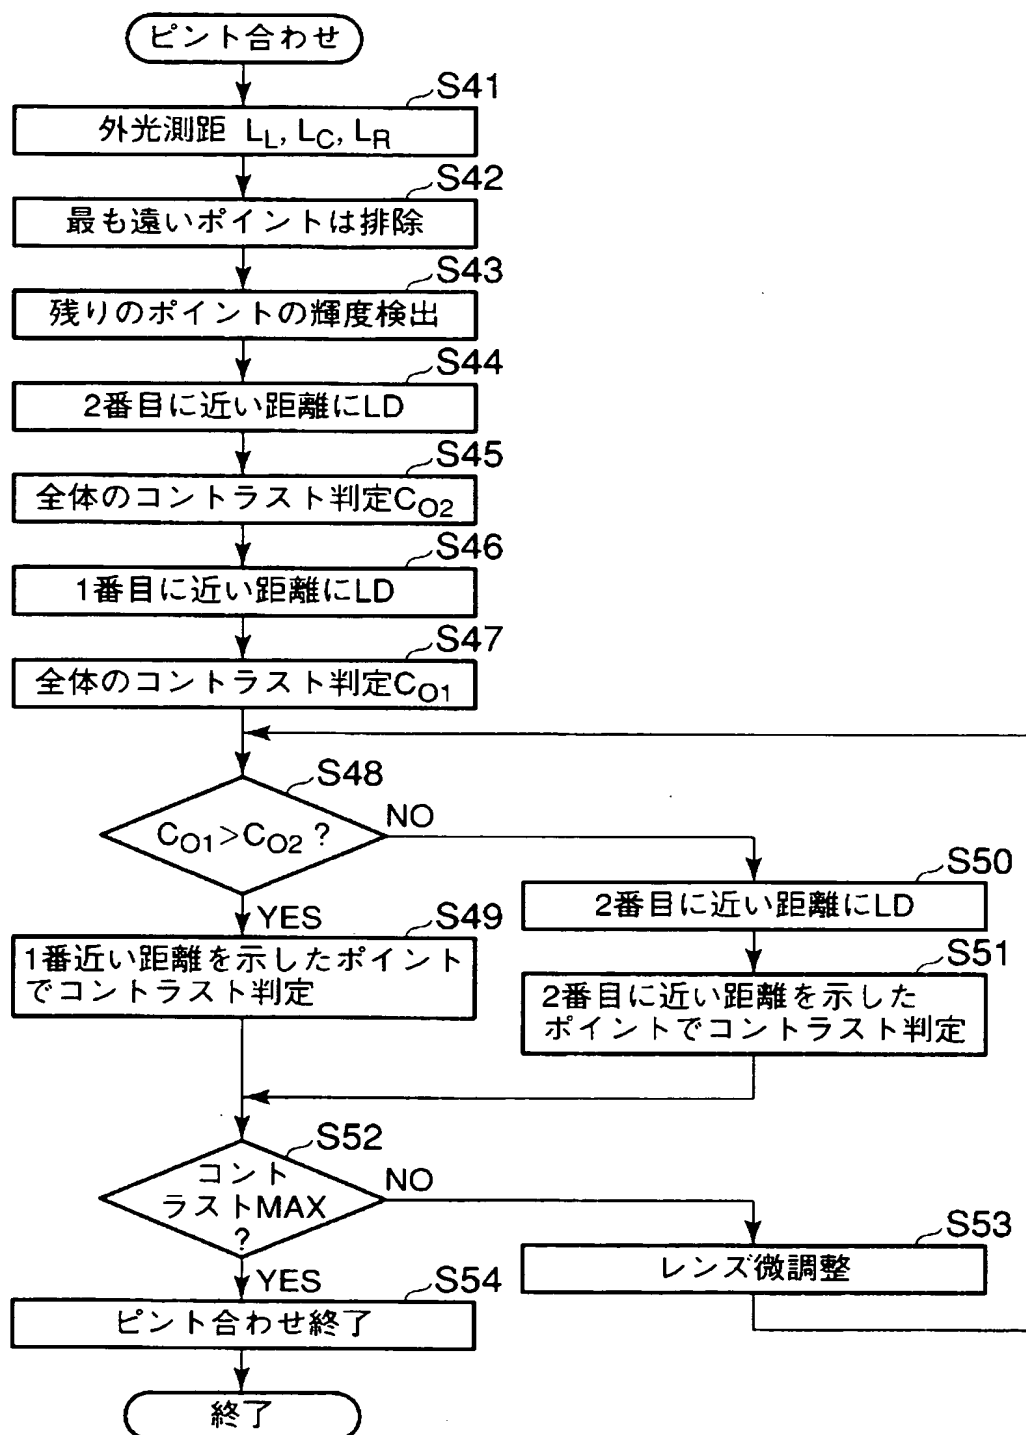 ピント合わせ
S41
外光測距 LL, LC, LR
S42
最も遠いポイントは排除
S43
残りのポイントの輝度検出
S44
2番目に近い距離にLD
S45
全体のコントラスト判定CO2
S46
1番目に近い距離にLD
S47
全体のコントラスト判定CO1
S48
CO1>CO2 ?
NO
YES
S49
1番近い距離を示したポイント
でコントラスト判定
S50
2番目に近い距離にLD
S51
2番目に近い距離を示した
ポイントでコントラスト判定
S52
コント
ラストMAX
?
NO
YES
S53
レンズ微調整
S54
ピント合わせ終了
終了